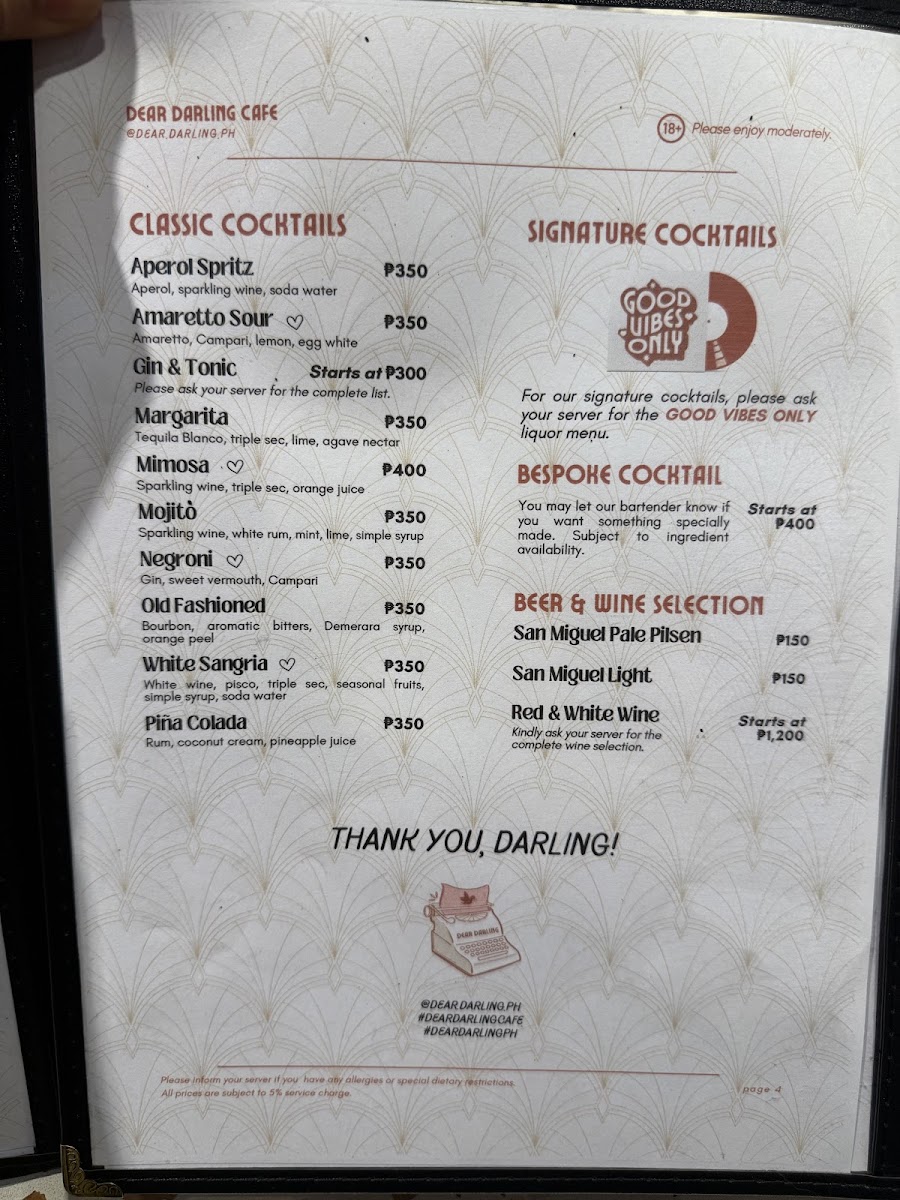 DEAR DARLING CAFE
@DEAR.DARLING.PH
18+ Please enjoy moderately.
CLASSIC COCKTAILS
Aperol Spritz ₱350
Aperol, sparkling wine, soda water
Amaretto Sour ♡ ₱350
Amaretto, Campari, lemon, egg white
Gin & Tonic Starts at ₱300
Please ask your server for the complete list.
Margarita ₱350
Tequila Blanco, triple sec, lime, agave nectar
Mimosa ♡ ₱400
Sparkling wine, triple sec, orange juice
Mojitò ₱350
Sparkling wine, white rum, mint, lime, simple syrup
Negroni ♡ ₱350
Gin, sweet vermouth, Campari
Old Fashioned ₱350
Bourbon, aromatic bitters, Demerara syrup,
orange peel
White Sangria ♡ ₱350
White wine, pisco, triple sec, seasonal fruits,
simple syrup, soda water
Piña Colada ₱350
Rum, coconut cream, pineapple juice
SIGNATURE COCKTAILS
GOOD
VIBES
ONLY
For our signature cocktails, please ask
your server for the GOOD VIBES ONLY
liquor menu.
BESPOKE COCKTAIL
You may let our bartender know if
you want something specially
made. Subject to ingredient
availability.
Starts at
₱400
BEER & WINE SELECTION
San Miguel Pale Pilsen ₱150
San Miguel Light ₱150
Red & White Wine
Kindly ask your server for the
complete wine selection.
Starts at
₱1,200
THANK YOU, DARLING!
DEAR DARLING
@DEAR.DARLING.PH
#DEARDARLINGCAFE
#DEARDARLINGPH
Please inform your server if you have any allergies or special dietary restrictions.
All prices are subject to 5% service charge.
page 4